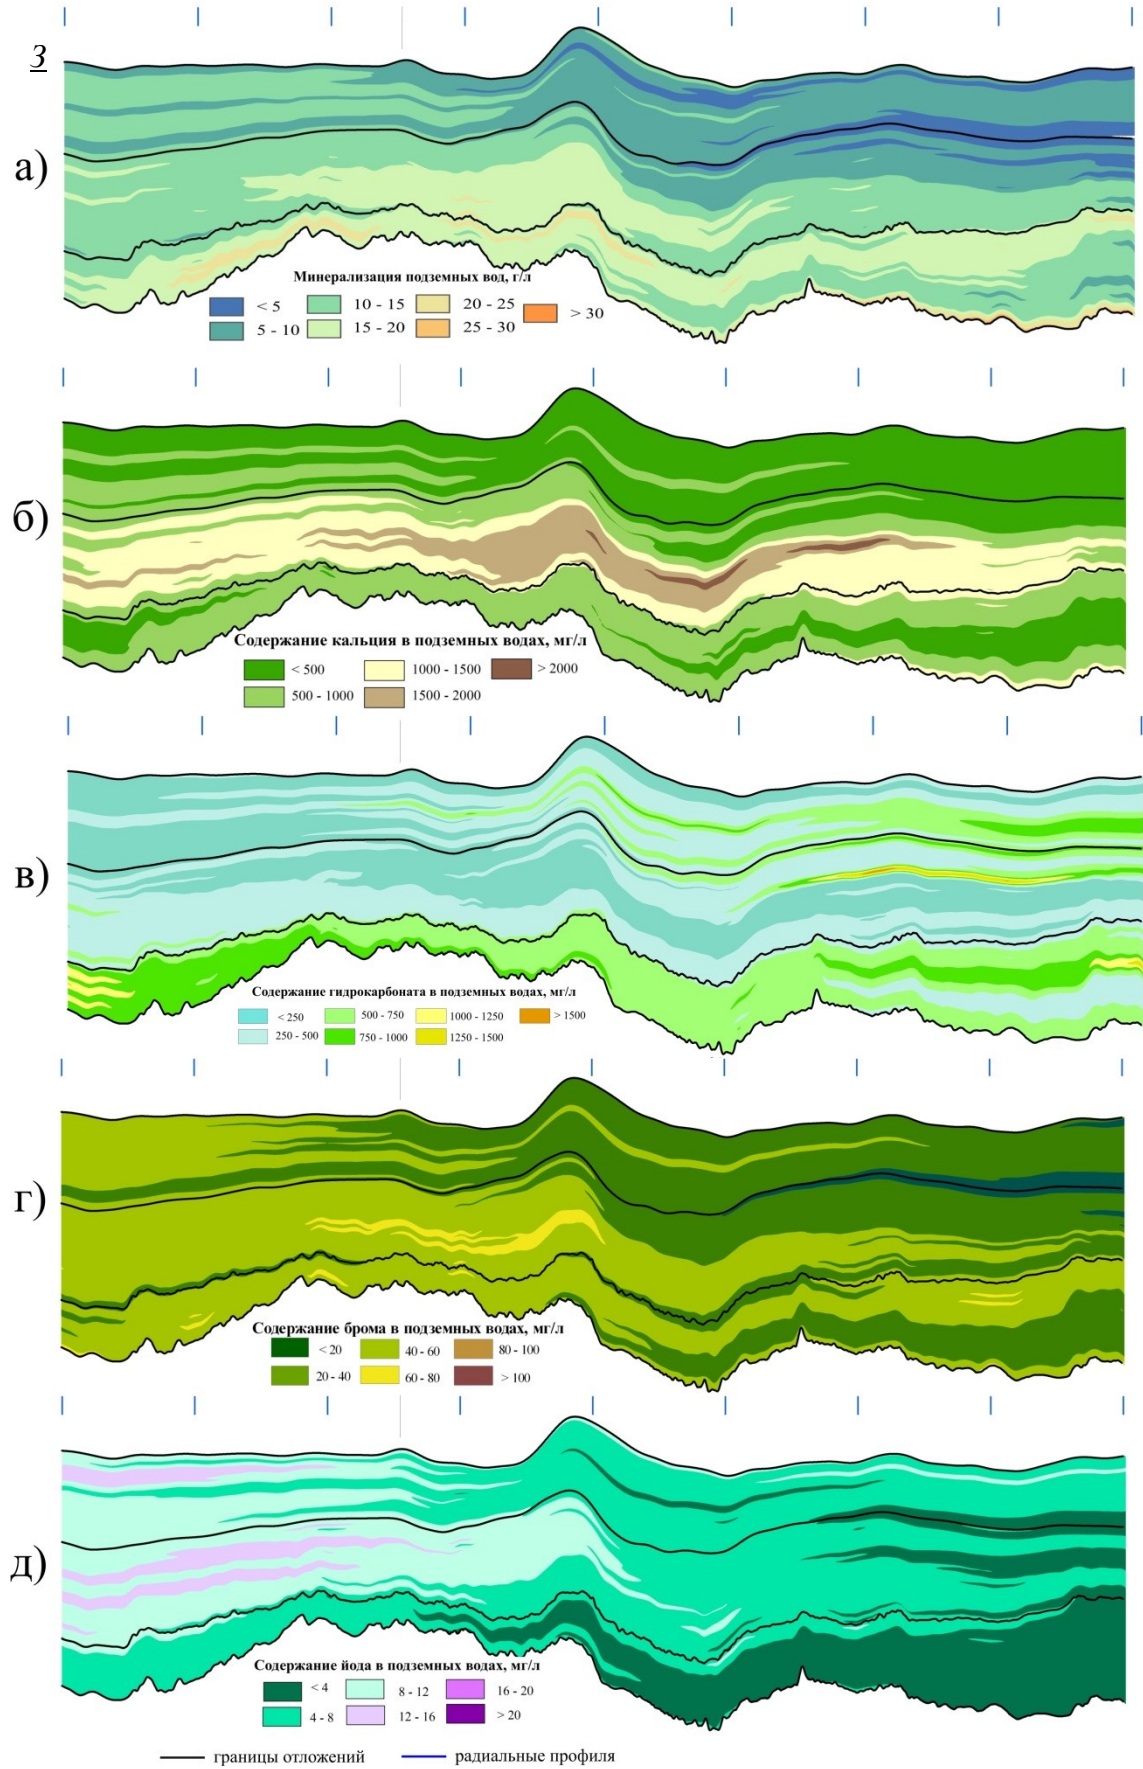 З
а)
Минерализация подземных вод, г/л
< 5 10 - 15 20 - 25 > 30
5 - 10 15 - 20 25 - 30
б)
Содержание кальция в подземных водах, мг/л
< 500 1000 - 1500 > 2000
500 - 1000 1500 - 2000
в)
Содержание гидрокарбоната в подземных водах, мг/л
< 250 500 - 750 1000 - 1250 > 1500
250 - 500 750 - 1000 1250 - 1500
г)
Содержание брома в подземных водах, мг/л
< 20 40 - 60 80 - 100
20 - 40 60 - 80 > 100
д)
Содержание йода в подземных водах, мг/л
< 4 8 - 12 16 - 20
4 - 8 12 - 16 > 20
границы отложений радиальные профиля